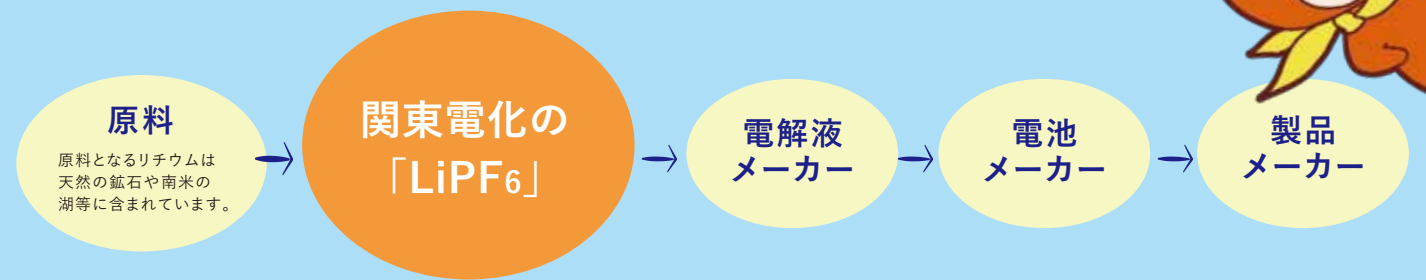 原料
原料となるリチウムは
天然の鉱石や南米の
湖等に含まれています。
関東電化の
「LiPF6」
電解液
メーカー
電池
メーカー
製品
メーカー